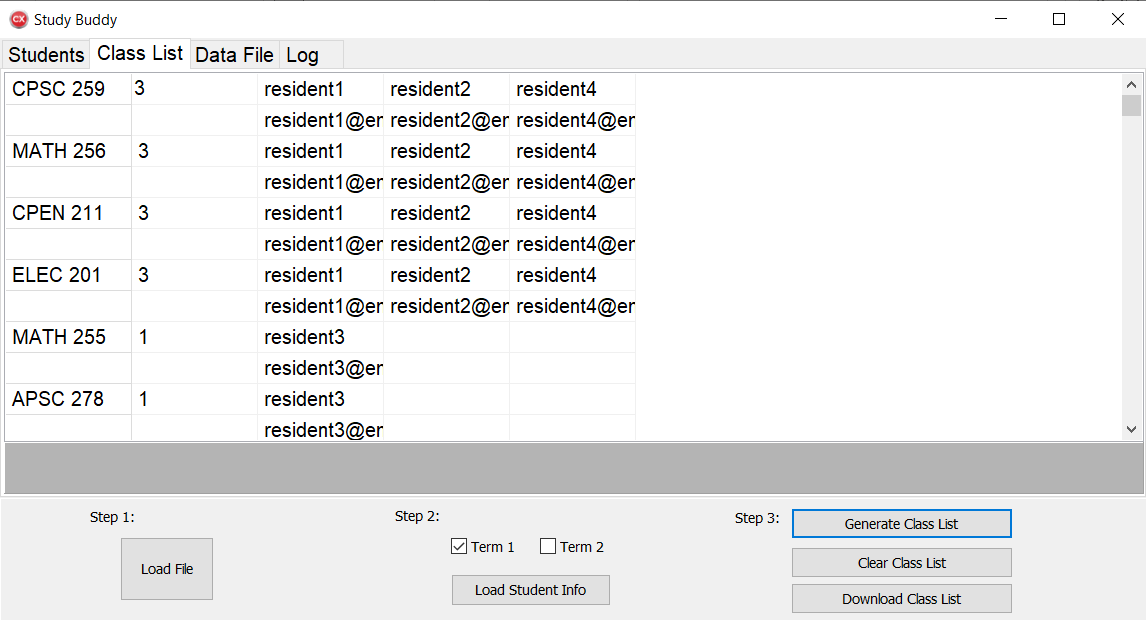 CX Study Buddy
Students Class List Data File Log
CPSC 259 3 resident1 resident2 resident4
resident1@er resident2@er resident4@er
MATH 256 3 resident1 resident2 resident4
resident1@er resident2@er resident4@er
CPEN 211 3 resident1 resident2 resident4
resident1@er resident2@er resident4@er
ELEC 201 3 resident1 resident2 resident4
resident1@er resident2@er resident4@er
MATH 255 1 resident3
resident3@er
APSC 278 1 resident3
resident3@er
Step 1: Step 2: Step 3:
Generate Class List
Term 1 Term 2
Load File Clear Class List
Load Student Info
Download Class List